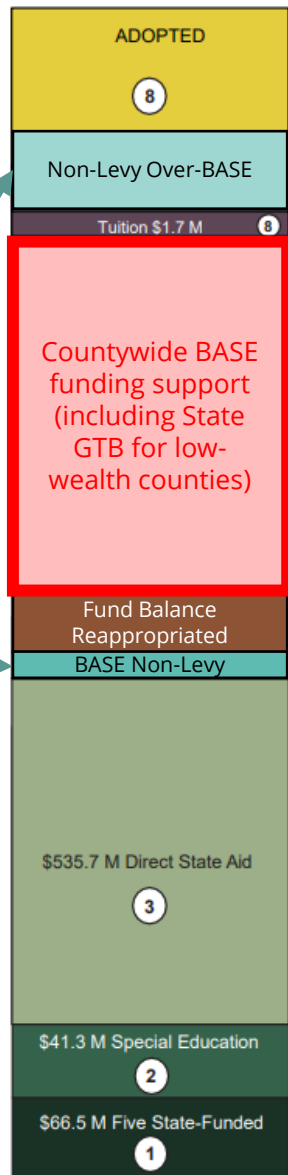 ADOPTED
8
Non-Levy Over-BASE
Tuition $1.7 M 8
Countywide BASE
funding support
(including State
GTB for low-
wealth counties)
Fund Balance
Reappropriated
BASE Non-Levy
$535.7 M Direct State Aid
3
$41.3 M Special Education
2
$66.5 M Five State-Funded
1